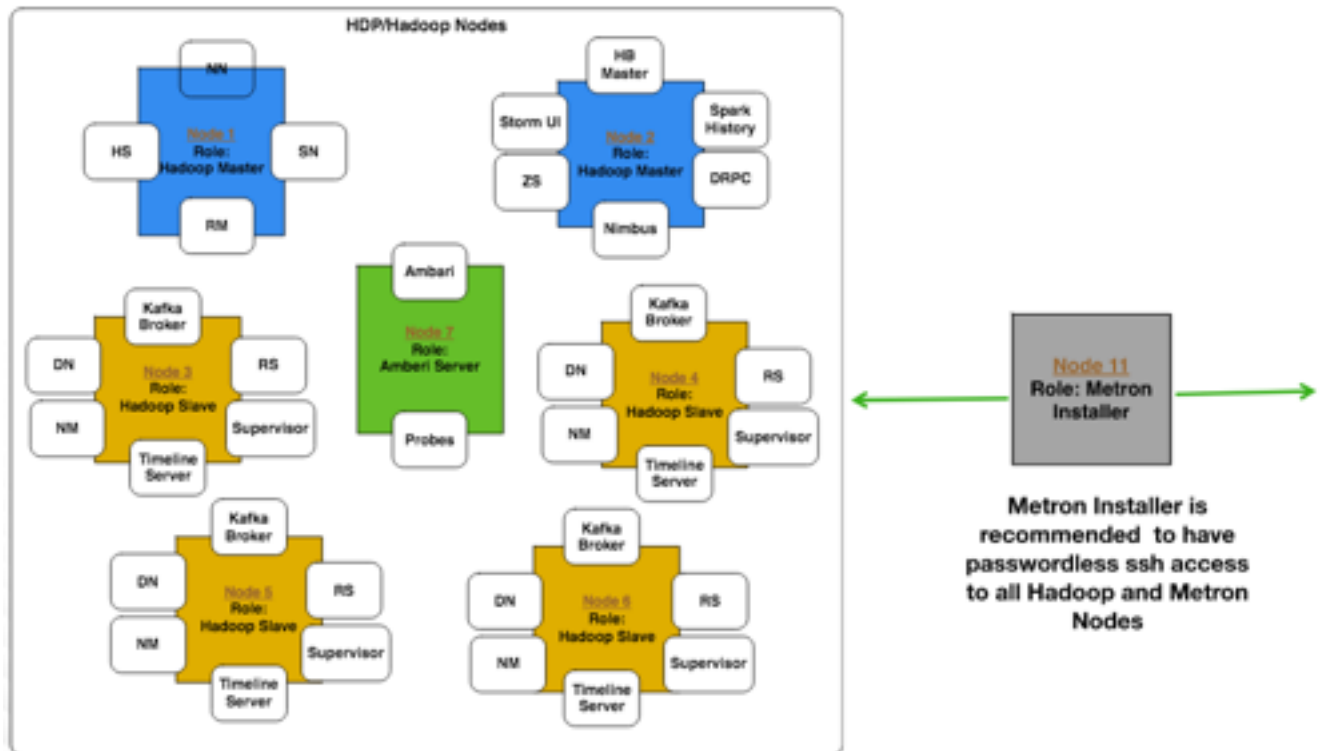 HDP/Hadoop Nodes
NN
HS
Node 1
Role:
Hadoop Master
SN
RM
HB
Master
Storm UI
Spark
History
Node 2
Role:
Hadoop Master
ZS
DRPC
Nimbus
Ambari
Node 7
Role:
Amberi Server
Probes
Kafka
Broker
DN
RS
Node 3
Role:
Hadoop Slave
NM
Supervisor
Timeline
Server
Kafka
Broker
DN
RS
Node 4
Role:
Hadoop Slave
NM
Supervisor
Timeline
Server
Kafka
Broker
DN
RS
Node 5
Role:
Hadoop Slave
NM
Supervisor
Timeline
Server
Kafka
Broker
DN
RS
Node 6
Role:
Hadoop Slave
NM
Supervisor
Timeline
Server
Node 11
Role: Metron
Installer
Metron Installer is
recommended to have
passwordless ssh access
to all Hadoop and Metron
Nodes